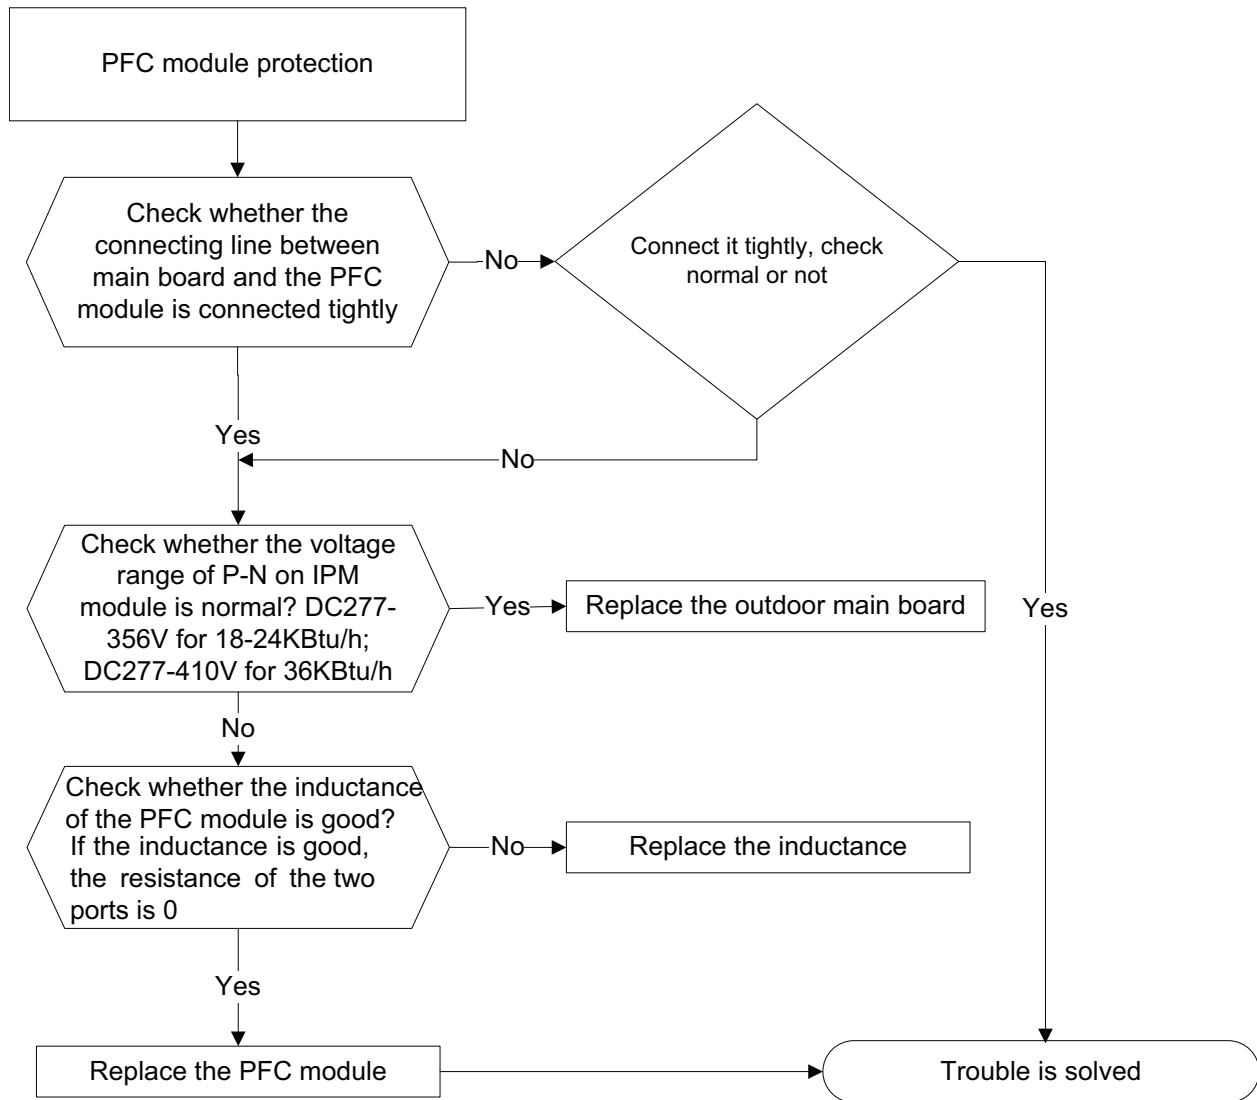 PFC module protection
Check whether the
connecting line between
main board and the PFC
module is connected tightly
No
Connect it tightly, check
normal or not
Yes
No
Check whether the voltage
range of P-N on IPM
module is normal? DC277-
356V for 18-24KBtu/h;
DC277-410V for 36KBtu/h
Yes
Replace the outdoor main board
Yes
No
Check whether the inductance
of the PFC module is good?
If the inductance is good,
the resistance of the two
ports is 0
No
Replace the inductance
Yes
Replace the PFC module
Trouble is solved